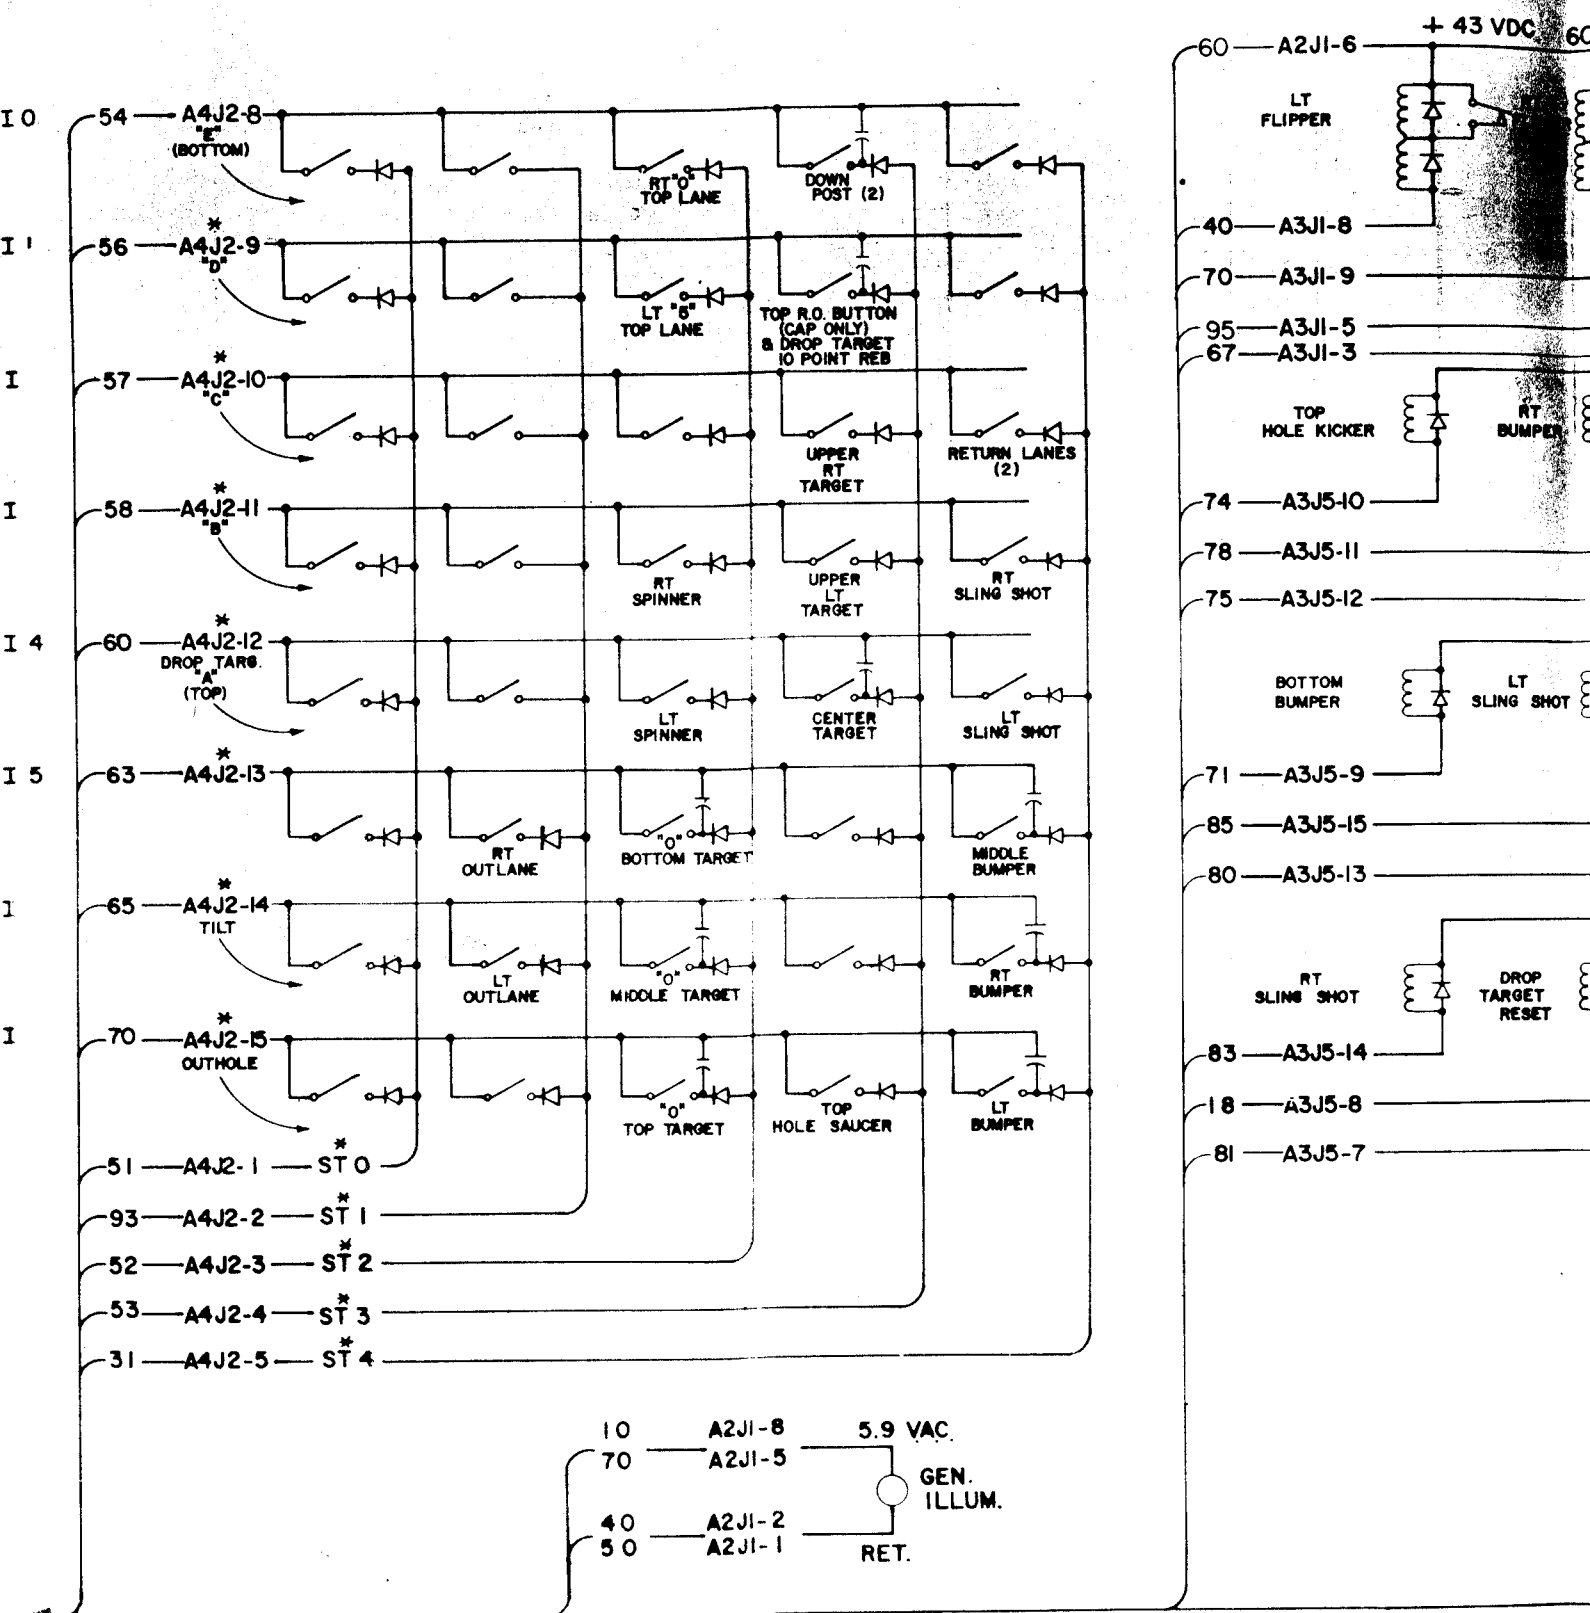 I 0
54 A4J2-8
"E"
(BOTTOM)
RT "O"
TOP LANE
DOWN
POST (2)
I'
56 A4J2-9
*
"D"
LT "5"
TOP LANE
TOP R.O. BUTTON
(CAP ONLY)
& DROP TARGET
10 POINT REB
I
57 A4J2-10
*
"C"
UPPER
RT
TARGET
RETURN LANES
(2)
I
58 A4J2-11
*
"B"
RT
SPINNER
UPPER
LT
TARGET
RT
SLING SHOT
I 4
60 A4J2-12
*
DROP TARG.
"A"
(TOP)
LT
SPINNER
CENTER
TARGET
LT
SLING SHOT
I 5
63 A4J2-13
*
RT
OUTLANE
"O"
BOTTOM TARGET
MIDDLE
BUMPER
I
65 A4J2-14
*
TILT
LT
OUTLANE
"O"
MIDDLE TARGET
RT
BUMPER
I
70 A4J2-15
*
OUTHOLE
"O"
TOP TARGET
TOP
HOLE SAUCER
LT
BUMPER
51 A4J2-1 ST 0
*
93 A4J2-2 ST 1
*
52 A4J2-3 ST 2
*
53 A4J2-4 ST 3
*
31 A4J2-5 ST 4
*
10 A2J1-8 5.9 VAC.
70 A2J1-5
GEN.
ILLUM.
40 A2J1-2
50 A2J1-1
RET.
60 A2J1-6 + 43 VDC 60
LT
FLIPPER
40 A3J1-8
70 A3J1-9
95 A3J1-5
67 A3J1-3
TOP
HOLE KICKER
RT
BUMPER
74 A3J5-10
78 A3J5-11
75 A3J5-12
BOTTOM
BUMPER
LT
SLING SHOT
71 A3J5-9
85 A3J5-15
80 A3J5-13
RT
SLING SHOT
DROP
TARGET
RESET
83 A3J5-14
18 A3J5-8
81 A3J5-7